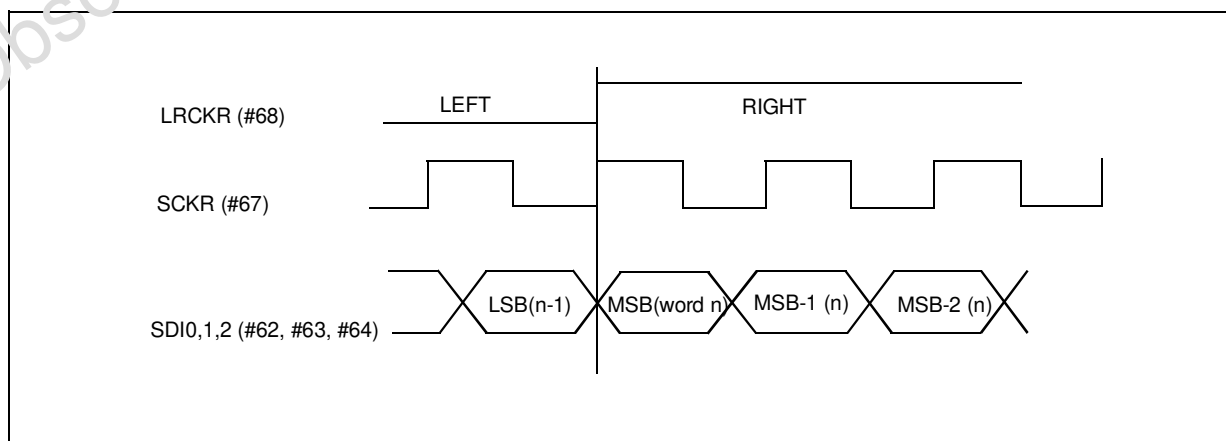 LEFT
RIGHT
LRCKR (#68)
SCKR (#67)
LSB(n-1)
MSB(word n)
MSB-1 (n)
MSB-2 (n)
SDI0,1,2 (#62, #63, #64)